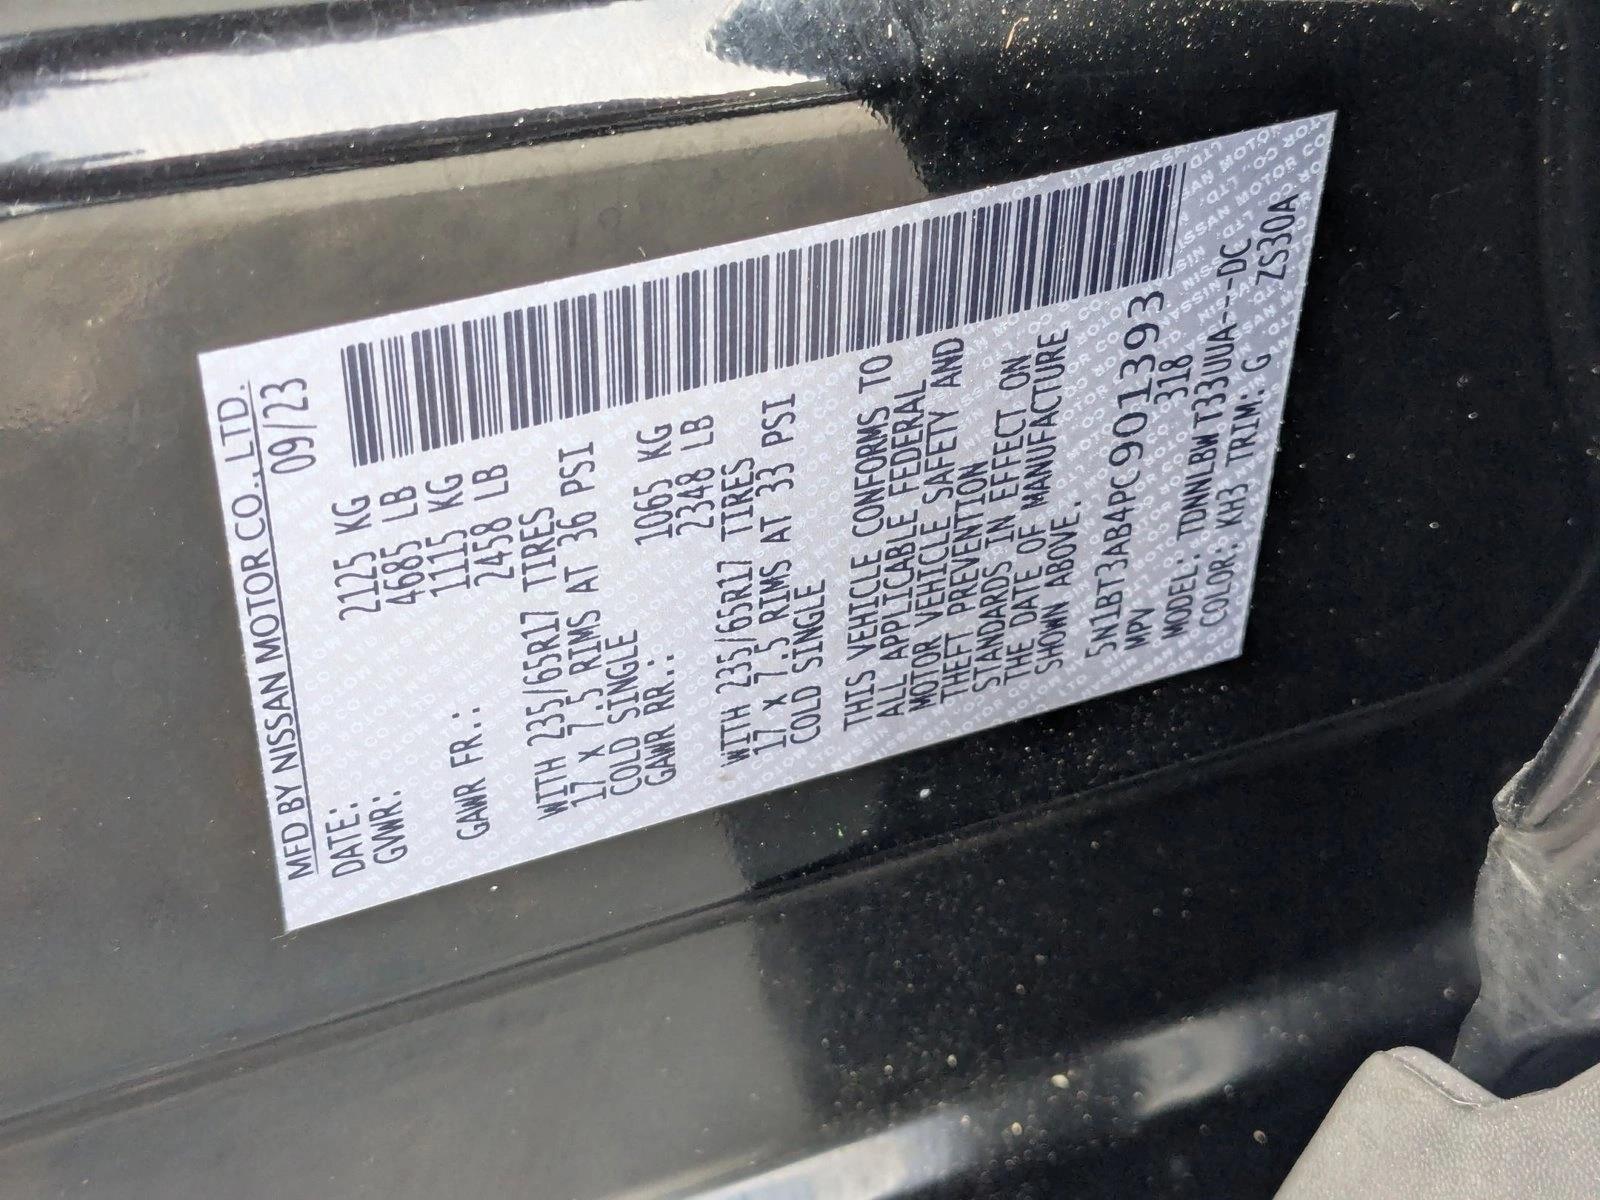 MFD BY NISSAN MOTOR CO., LTD.
DATE: 09/23
GVWR: 2125 KG
4685 LB
GAWR FR.: 1115 KG
2458 LB
WITH 235/65R17 TIRES
17 x 7.5 RIMS AT 36 PSI
COLD SINGLE
GAWR RR.: 1065 KG
2348 LB
WITH 235/65R17 TIRES
17 x 7.5 RIMS AT 33 PSI
COLD SINGLE
THIS VEHICLE CONFORMS TO
ALL APPLICABLE FEDERAL
MOTOR VEHICLE SAFETY AND
THEFT PREVENTION
STANDARDS IN EFFECT ON
THE DATE OF MANUFACTURE
SHOWN ABOVE.
5N1BT3AB4PC901393
MPV 318
MODEL: TDNNLBWT33UUA---DC
COLOR: KH3 TRIM: G ZS30A